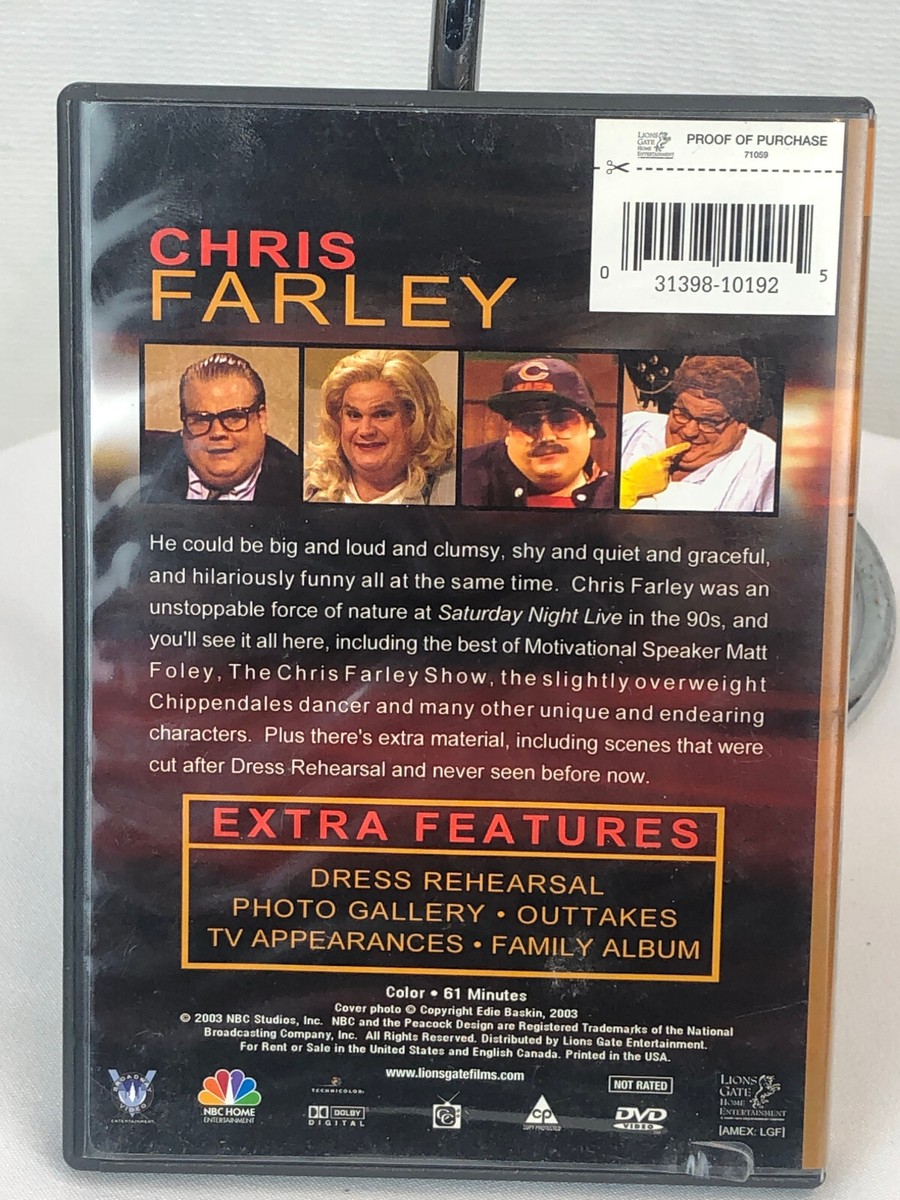 LIONS
GATE
HOME
ENTERTAINMENT
PROOF OF PURCHASE
71059
0 31398-10192 5
CHRIS
FARLEY
C
He could be big and loud and clumsy, shy and quiet and graceful,
and hilariously funny all at the same time. Chris Farley was an
unstoppable force of nature at Saturday Night Live in the 90s, and
you'll see it all here, including the best of Motivational Speaker Matt
Foley, The Chris Farley Show, the slightly overweight
Chippendales dancer and many other unique and endearing
characters. Plus there's extra material, including scenes that were
cut after Dress Rehearsal and never seen before now.
EXTRA FEATURES
DRESS REHEARSAL
PHOTO GALLERY • OUTTAKES
TV APPEARANCES • FAMILY ALBUM
Color • 61 Minutes
Cover photo © Copyright Edie Baskin, 2003
© 2003 NBC Studios, Inc. NBC and the Peacock Design are Registered Trademarks of the National
Broadcasting Company, Inc. All Rights Reserved. Distributed by Lions Gate Entertainment.
For Rent or Sale in the United States and English Canada. Printed in the USA.
www.lionsgatefilms.com
BROADWAY
VIDEO
ENTERTAINMENT
NBC HOME
ENTERTAINMENT
TECHNICOLOR
DOLBY
DIGITAL
CC
CP
COPY PROTECTED
NOT RATED
DVD
VIDEO
LIONS
GATE
HOME
ENTERTAINMENT
[AMEX: LGF]